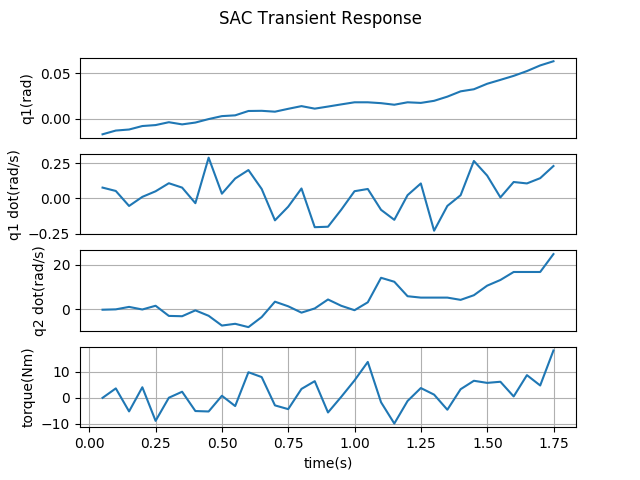 SAC Transient Response
0.05
0.00
q1(rad)
0.25
0.00
−0.25
q1 dot(rad/s)
20
0
q2 dot(rad/s)
10
0
−10
torque(Nm)
0.00 0.25 0.50 0.75 1.00 1.25 1.50 1.75
time(s)